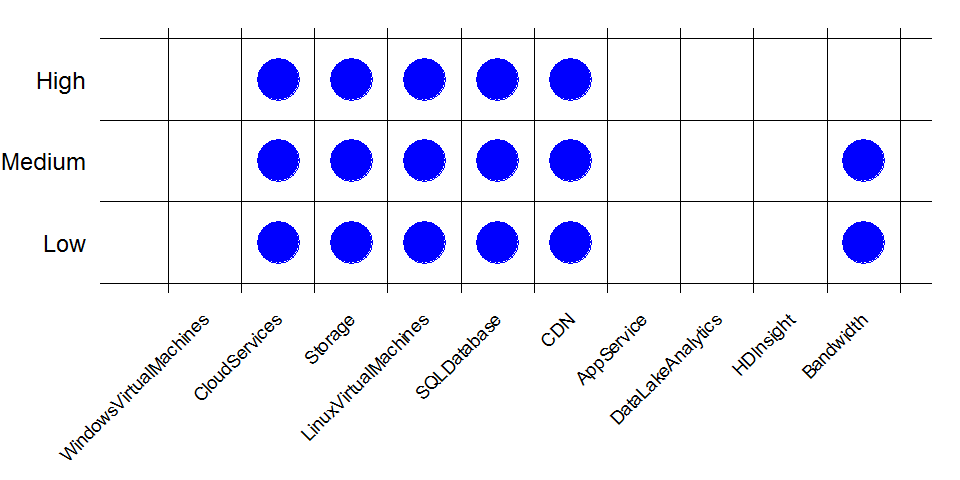 High
Medium
Low
WindowsVirtualMachines
CloudServices
Storage
LinuxVirtualMachines
SQLDatabase
CDN
AppService
DataLakeAnalytics
HDInsight
Bandwidth